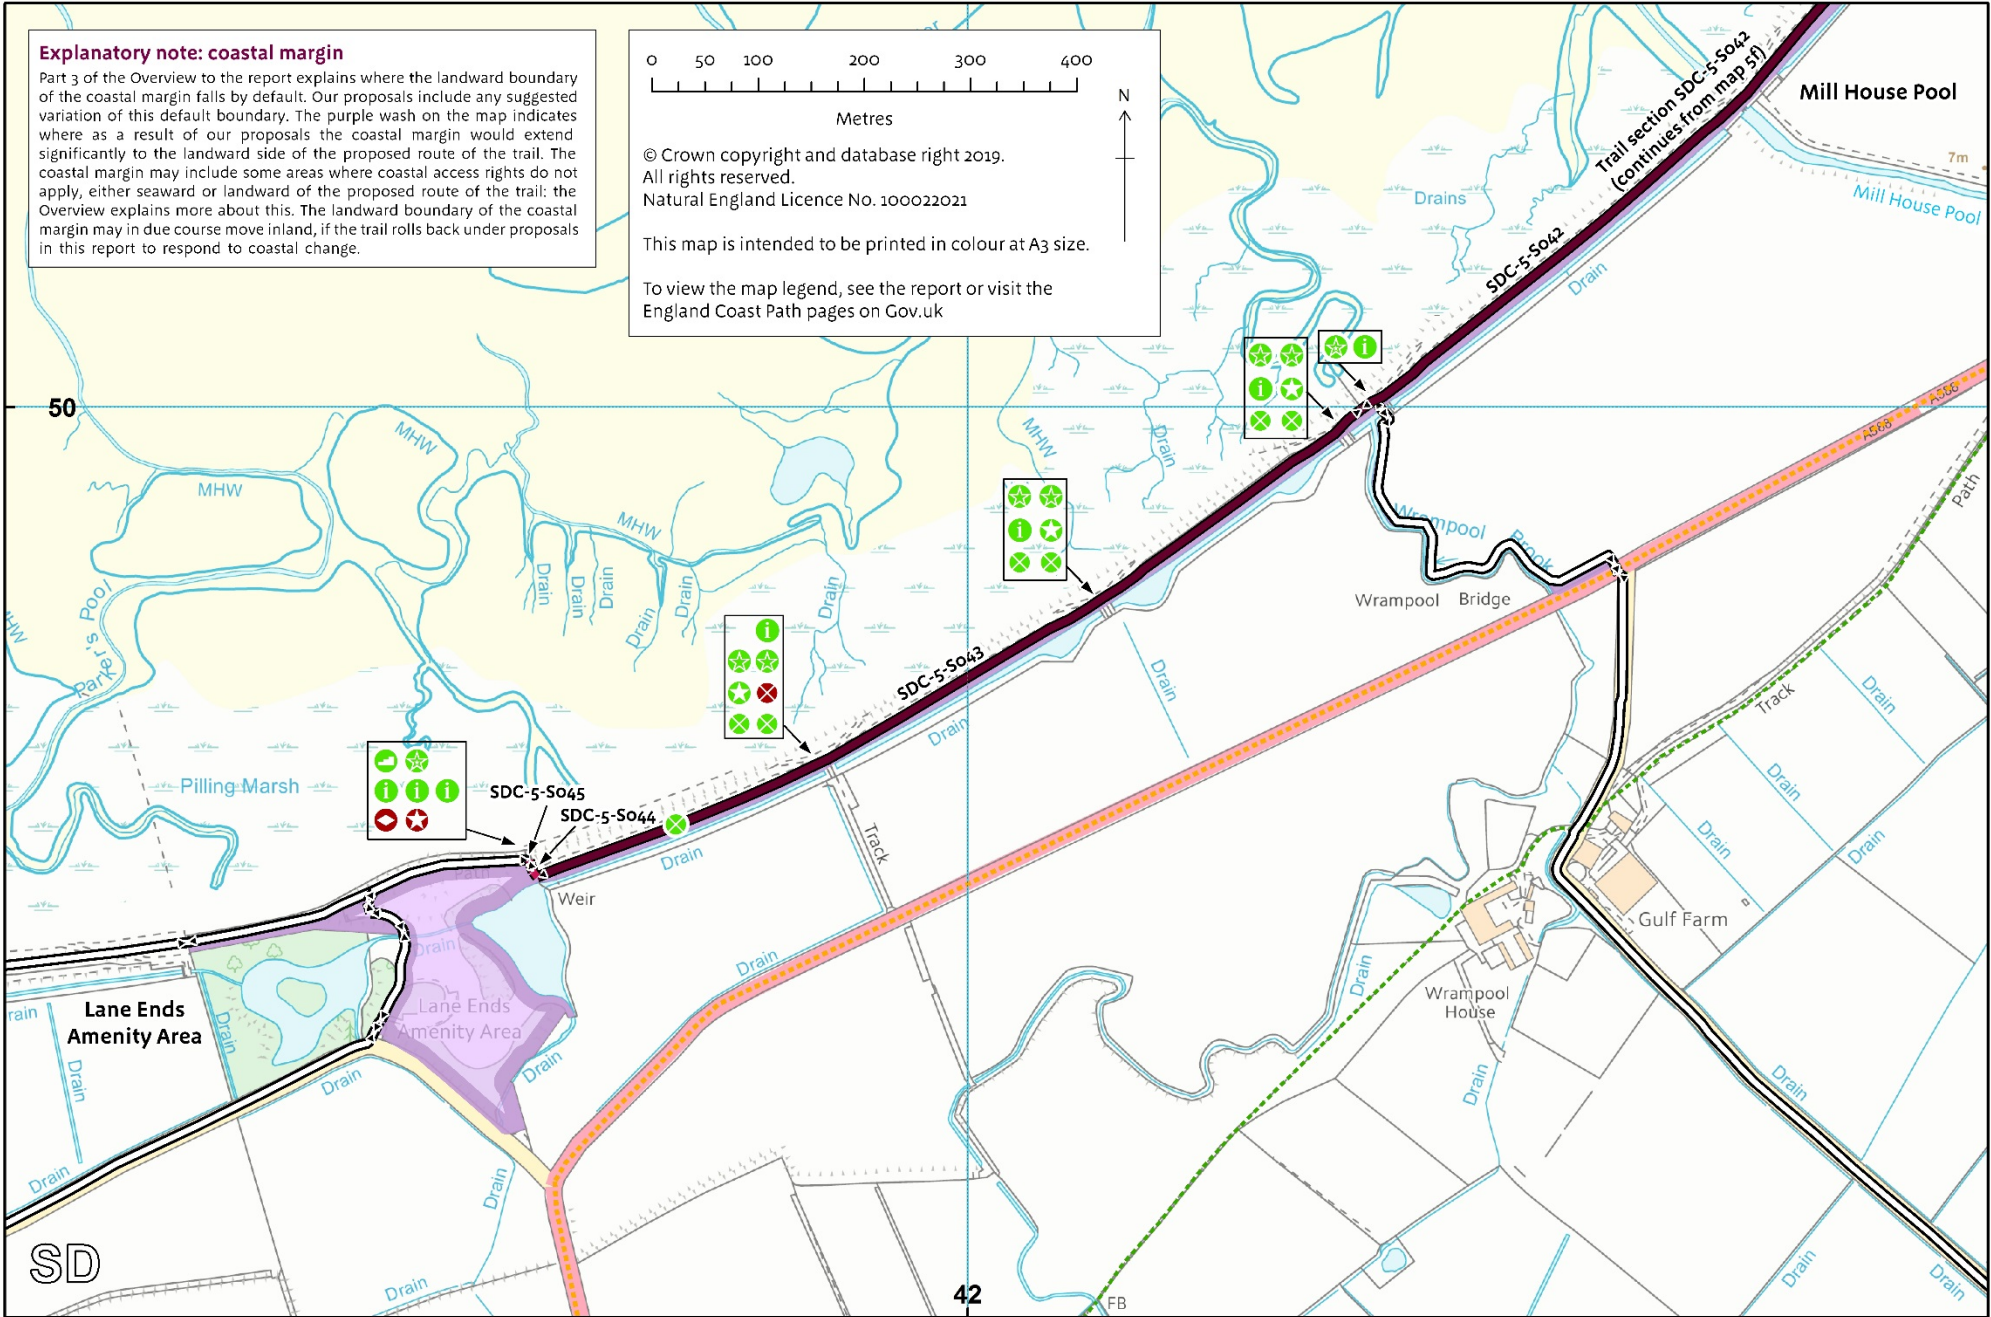 Explanatory note: coastal margin
Part 3 of the Overview to the report explains where the landward boundary
of the coastal margin falls by default. Our proposals include any suggested
variation of this default boundary. The purple wash on the map indicates
where as a result of our proposals the coastal margin would extend
significantly to the landward side of the proposed route of the trail. The
coastal margin may include some areas where coastal access rights do not
apply, either seaward or landward of the proposed route of the trail: the
Overview explains more about this. The landward boundary of the coastal
margin may in due course move inland, if the trail rolls back under proposals
in this report to respond to coastal change.
0 50 100 200 300 400
Metres
N
© Crown copyright and database right 2019.
All rights reserved.
Natural England Licence No. 100022021
This map is intended to be printed in colour at A3 size.
To view the map legend, see the report or visit the
England Coast Path pages on Gov.uk
Trail section SDC-5-S042
(continues from map 5f)
Mill House Pool
7m
Mill House Pool
Drains
SDC-5-S042
Drain
50
A588
A588
MHW
MHW
MHW
MHW
Drain
Path
Wrampool
Brook
Wrampool Bridge
Drain
Drain
Drain
Drain
Drain
Drain
MHW
Parker's Pool
SDC-5-S043
Drain
Drain
Track
Drain
Pilling Marsh
SDC-5-S045
SDC-5-S044
Drain
Track
Drain
Drain
Drain
Path
Weir
Gulf Farm
Drain
Drain
Drain
Wrampool
House
Lane Ends
Amenity Area
rain
Drain
Lane Ends
Amenity Area
Drain
Drain
Drain
Drain
Drain
Drain
Drain
Drain
SD
Drain
42
FB
Drain
Drain